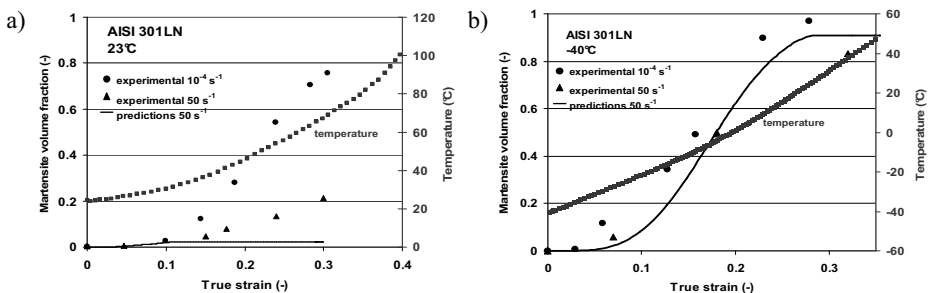 a)
AISI 301LN
23°C
experimental 10⁻⁴ s⁻¹
experimental 50 s⁻¹
predictions 50 s⁻¹
temperature
Martensite volume fraction (-)
1
0.8
0.6
0.4
0.2
0
0 0.1 0.2 0.3 0.4
True strain (-)
120
100
80
60
40
20
0
Temperature (°C)
b)
AISI 301LN
-40°C
experimental 10⁻⁴ s⁻¹
experimental 50 s⁻¹
predictions 50 s⁻¹
temperature
Martensite volume fraction (-)
1
0.8
0.6
0.4
0.2
0
0 0.1 0.2 0.3
True strain (-)
60
40
20
0
-20
-40
-60
Temperature (°C)